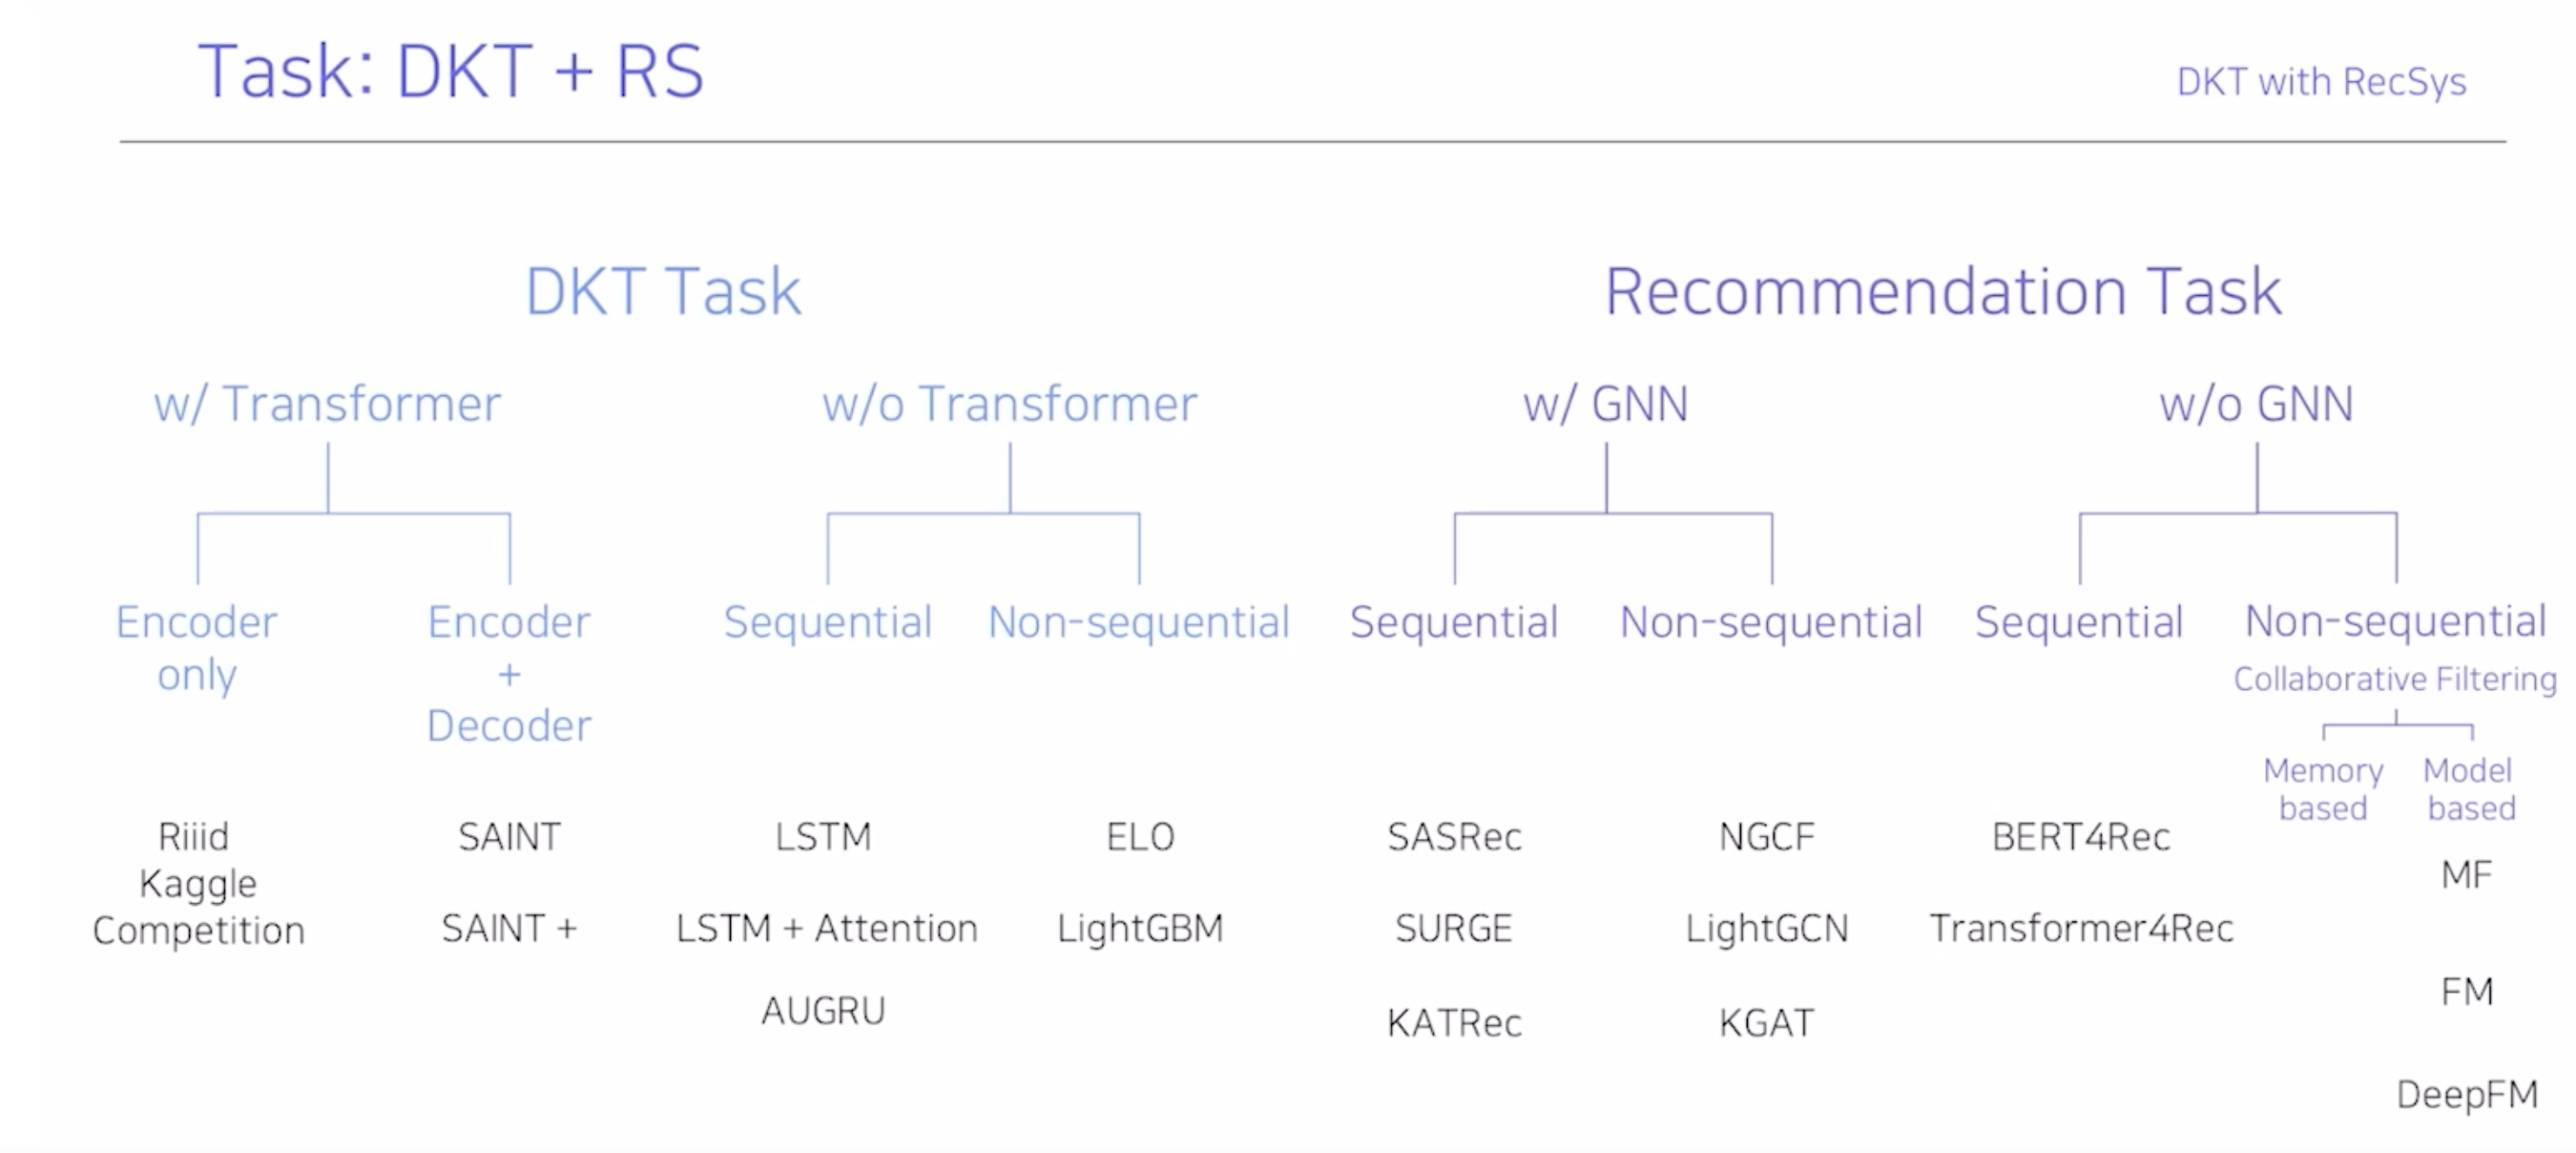 Task: DKT + RS
DKT with RecSys
DKT Task
Recommendation Task
w/ Transformer
w/o Transformer
w/ GNN
w/o GNN
Encoder
only
Encoder
+
Decoder
Sequential
Non-sequential
Sequential
Non-sequential
Sequential
Non-sequential
Collaborative Filtering
Memory
based
Model
based
Riiid
Kaggle
Competition
SAINT
SAINT +
LSTM
LSTM + Attention
AUGRU
ELO
LightGBM
SASRec
SURGE
KATRec
NGCF
LightGCN
KGAT
BERT4Rec
Transformer4Rec
MF
FM
DeepFM